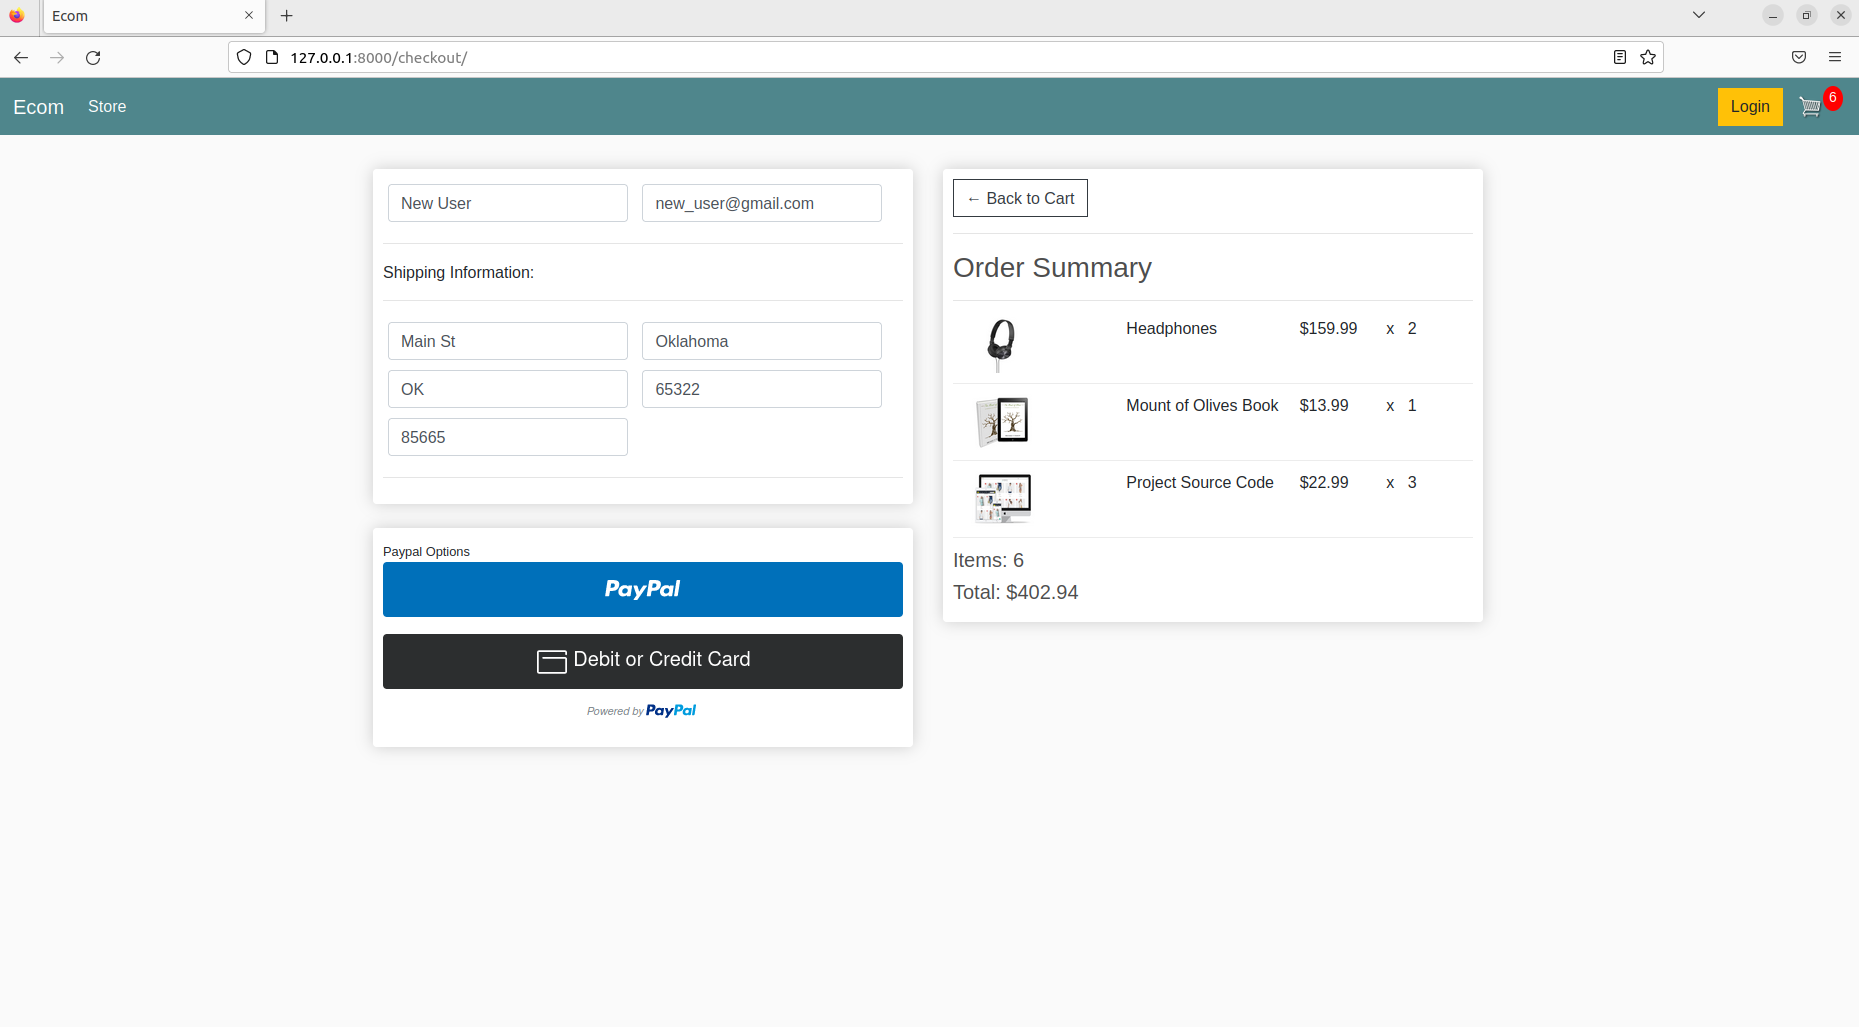 Ecom
127.0.0.1:8000/checkout/
Ecom Store Login 6
New User new_user@gmail.com
Shipping Information:
Main St Oklahoma
OK 65322
85665
Paypal Options
PayPal
Debit or Credit Card
Powered by PayPal
← Back to Cart
Order Summary
Headphones $159.99 x 2
Mount of Olives Book $13.99 x 1
Project Source Code $22.99 x 3
Items: 6
Total: $402.94